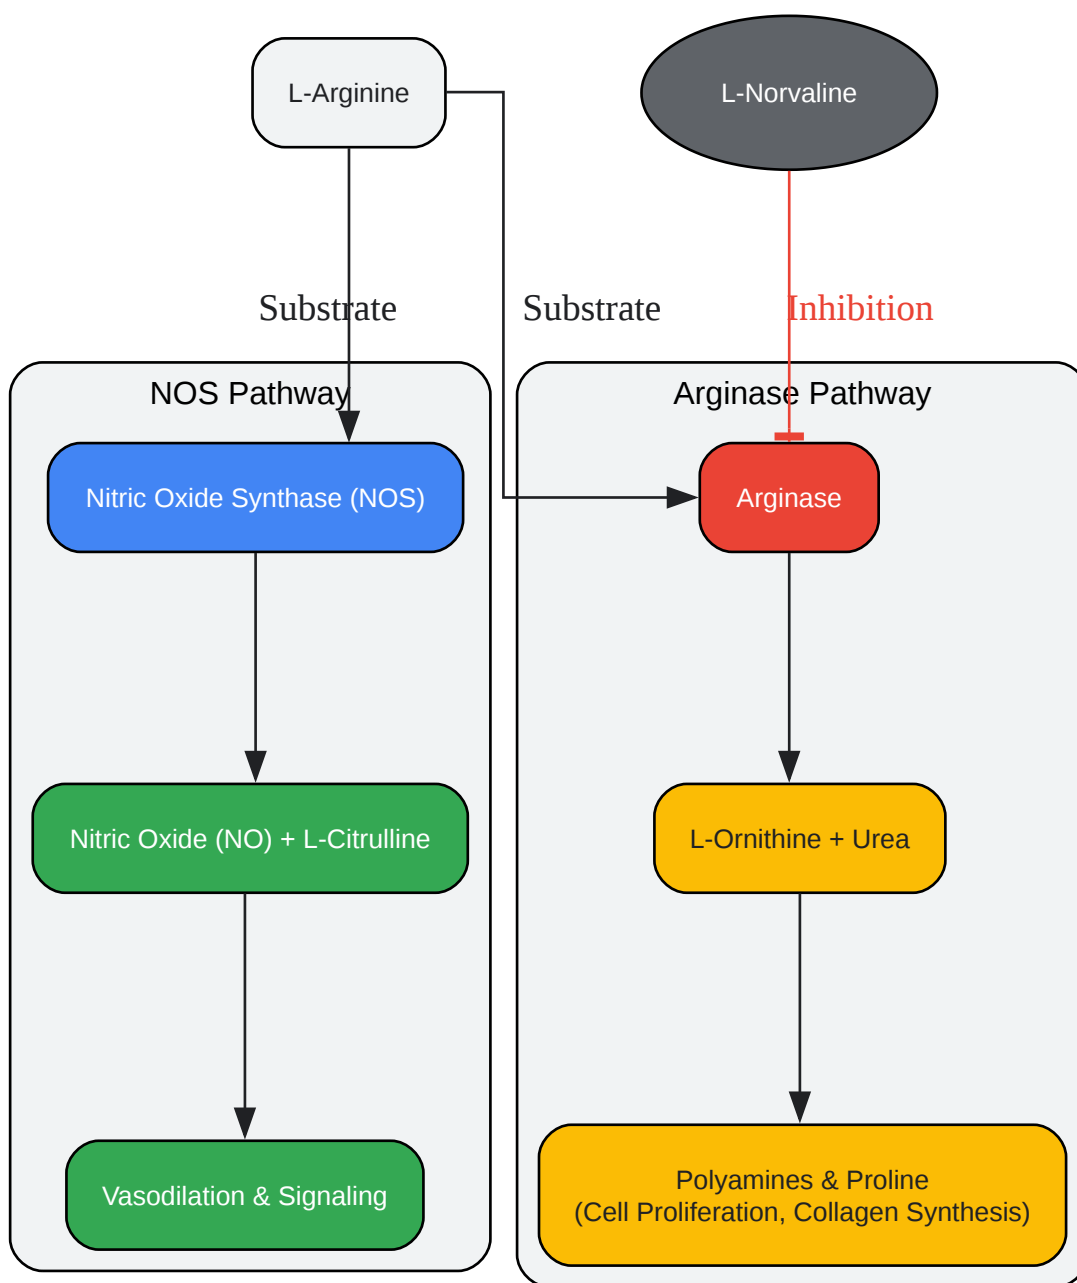 L-Arginine
L-Norvaline
Substrate
Substrate
Inhibition
NOS Pathway
Arginase Pathway
Nitric Oxide Synthase (NOS)
Arginase
Nitric Oxide (NO) + L-Citrulline
L-Ornithine + Urea
Vasodilation & Signaling
Polyamines & Proline
(Cell Proliferation, Collagen Synthesis)